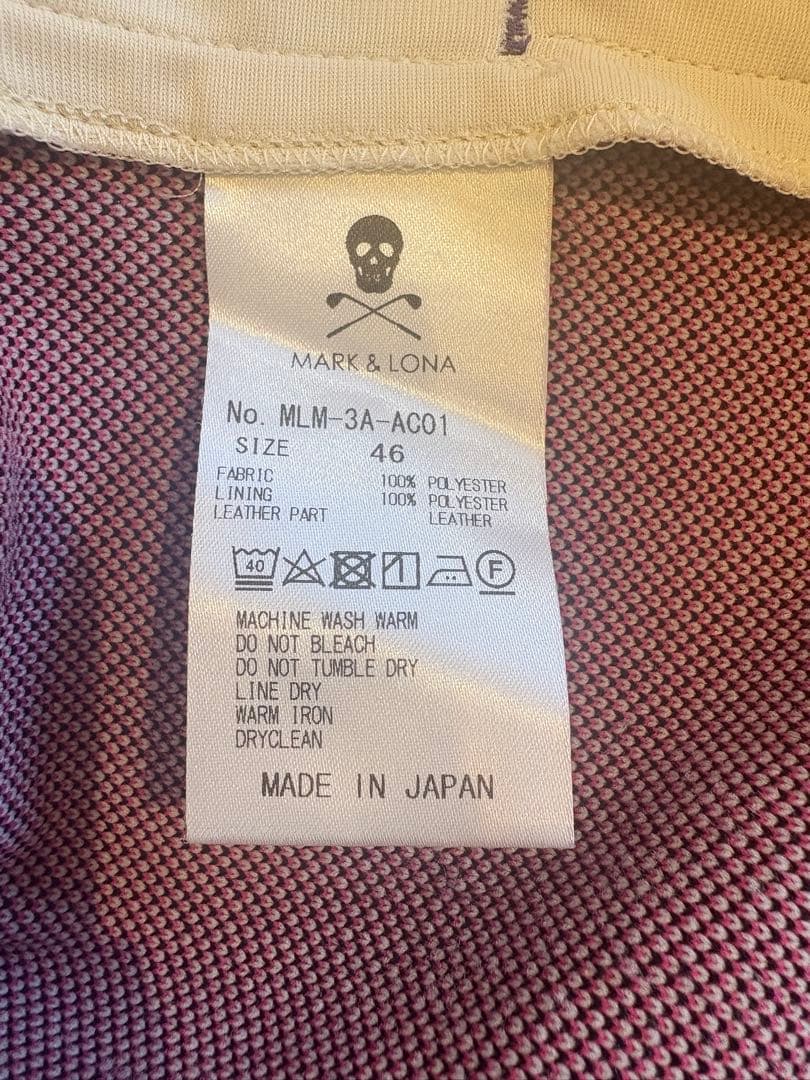 MARK & LONA
No. MLM-3A-AC01
SIZE 46
FABRIC 100% POLYESTER
LINING 100% POLYESTER
LEATHER PART LEATHER
40 F
MACHINE WASH WARM
DO NOT BLEACH
DO NOT TUMBLE DRY
LINE DRY
WARM IRON
DRYCLEAN
MADE IN JAPAN